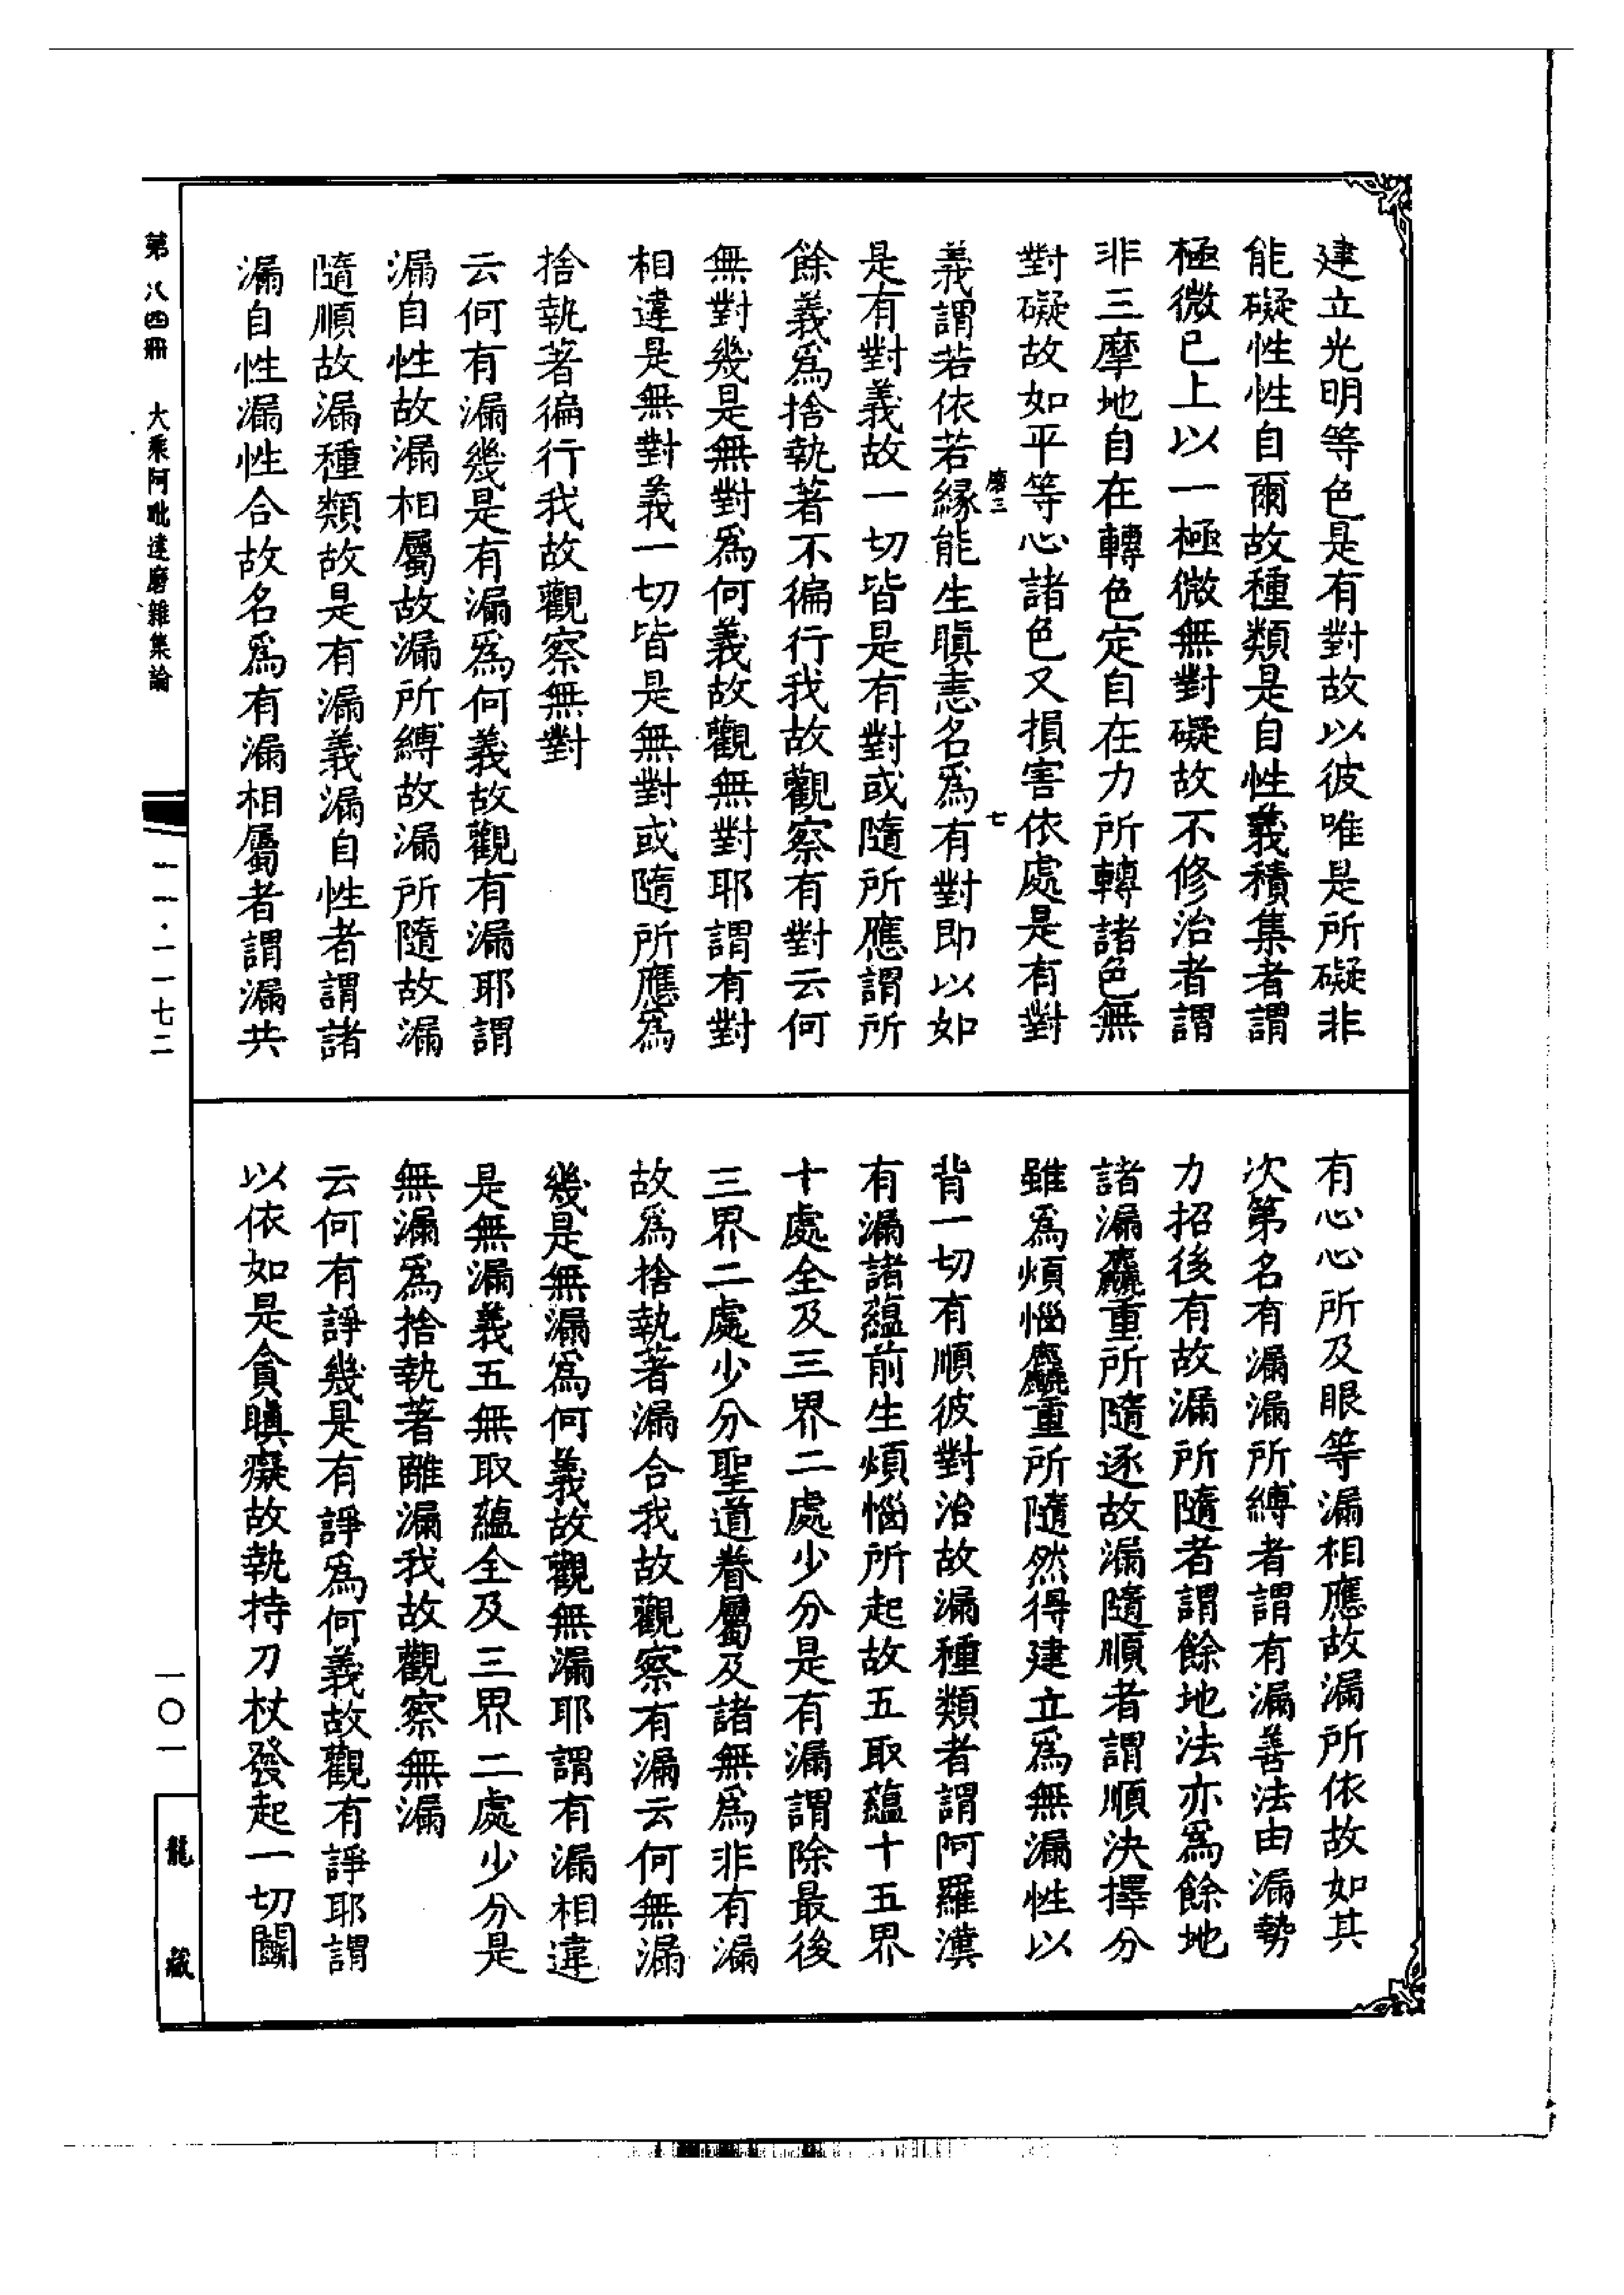 建立光明等色是有對故以彼唯是所礙非
能礙性性自爾故種類是自性義積集者謂
極微已上以一極微無對礙故不修治者謂
非三摩地自在轉色定自在力所轉諸色無
對礙故如平等心諸色又損害依處是有對
磨三
七
義謂若依若緣能生瞋恚名爲有對即以如
是有對義故一切皆是有對或隨所應謂所
餘義爲捨執著不徧行我故觀察有對云何
無對幾是無對爲何義故觀無對耶謂有對
相違是無對義一切皆是無對或隨所應爲
捨執著徧行我故觀察無對
云何有漏幾是有漏爲何義故觀有漏耶謂
漏自性故漏相屬故漏所縛故漏所隨故漏
隨順故漏種類故是有漏義漏自性者謂諸
漏自性漏性合故名爲有漏相屬者謂漏共
有心心所及眼等漏相應故漏所依故如其
次第名有漏漏所縛者謂有漏善法由漏勢
力招後有故漏所隨者謂餘地法亦爲餘地
諸漏麤重所隨逐故漏隨順者謂順決擇分
雖爲煩惱麤重所隨然得建立爲無漏性以
背一切有順彼對治故漏種類者謂阿羅漢
有漏諸蘊前生煩惱所起故五取蘊十五界
十處全及三界二處少分是有漏謂除最後
三界二處少分聖道眷屬及諸無爲非有漏
故爲捨執著漏合我故觀察有漏云何無漏
幾是無漏爲何義故觀無漏耶謂有漏相違
是無漏義五無取蘊全及三界二處少分是
無漏爲捨執著離漏我故觀察無漏
云何有諍幾是有諍爲何義故觀有諍耶謂
以依如是貪瞋癡故執持刀杖發起一切鬬
第八四冊 大乘阿毗達磨雜集論
一一·一一七二
一〇一
龍藏